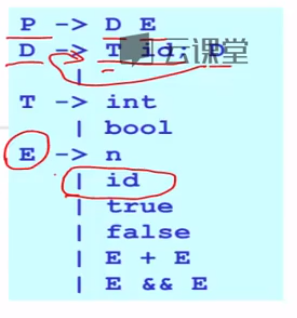 P -> D E
D -> T id; D
云课堂
|
T -> int
| bool
E -> n
| id
| true
| false
| E + E
| E && E